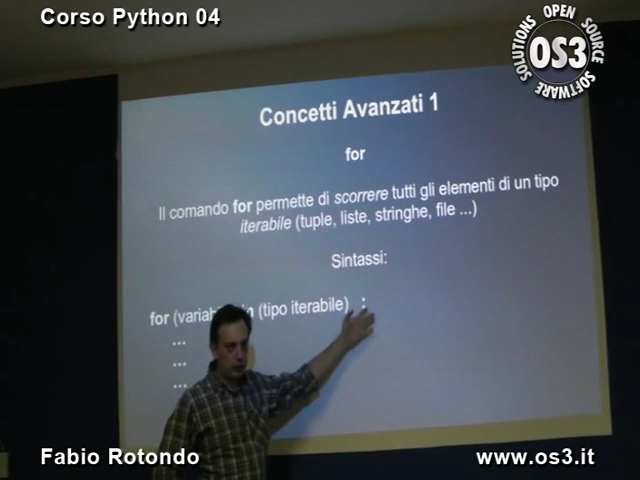 Corso Python 04
SOLUTIONS OPEN SOURCE SOFTWARE
OS3
Concetti Avanzati 1
for
Il comando for permette di scorrere tutti gli elementi di un tipo
iterabile (tuple, liste, stringhe, file ...)
Sintassi:
for in (tipo iterabile) :
...
...
...
Fabio Rotondo
www.os3.it